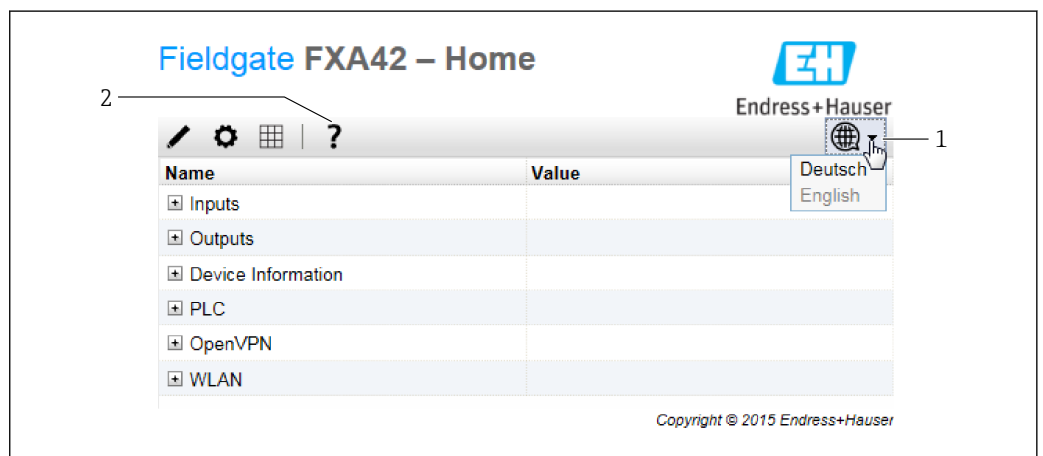 Fieldgate FXA42 – Home
EH
Endress+Hauser
2
?
1
Name Value
Deutsch
English
Inputs
Outputs
Device Information
PLC
OpenVPN
WLAN
Copyright © 2015 Endress+Hauser